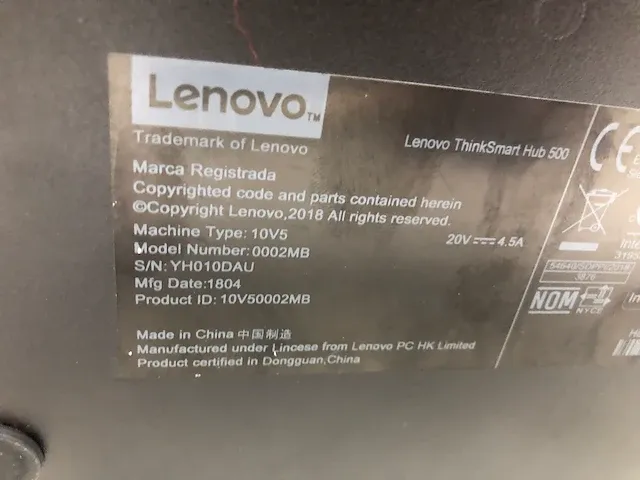 Lenovo™
Trademark of Lenovo
Lenovo ThinkSmart Hub 500
Marca Registrada
Copyrighted code and parts contained herein
©Copyright Lenovo,2018 All rights reserved.
Machine Type: 10V5
20V⎓4.5A
Model Number:0002MB
S/N: YH010DAU
Mfg Date:1804
Product ID: 10V50002MB
Made in China 中国制造
Manufactured under Lincese from Lenovo PC HK Limited
Product certified in Dongguan,China
CE
3876
NOM
NYCE